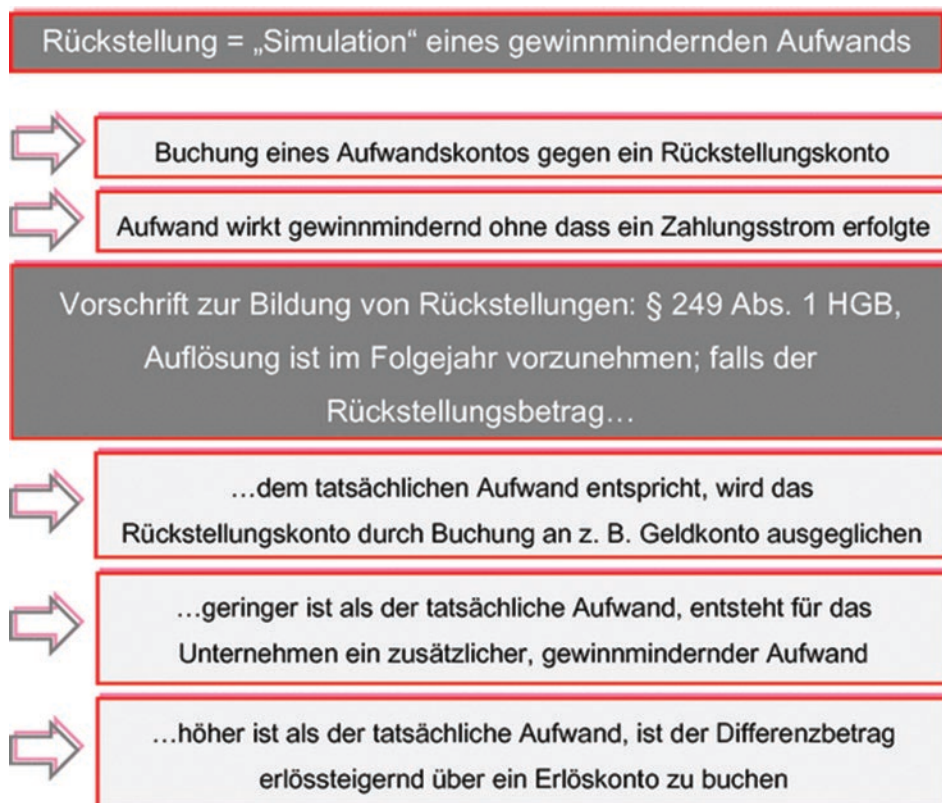 Rückstellung = „Simulation“ eines gewinnmindernden Aufwands
Buchung eines Aufwandskontos gegen ein Rückstellungskonto
Aufwand wirkt gewinnmindernd ohne dass ein Zahlungsstrom erfolgte
Vorschrift zur Bildung von Rückstellungen: § 249 Abs. 1 HGB,
Auflösung ist im Folgejahr vorzunehmen; falls der
Rückstellungsbetrag…
…dem tatsächlichen Aufwand entspricht, wird das
Rückstellungskonto durch Buchung an z. B. Geldkonto ausgeglichen
…geringer ist als der tatsächliche Aufwand, entsteht für das
Unternehmen ein zusätzlicher, gewinnmindernder Aufwand
…höher ist als der tatsächliche Aufwand, ist der Differenzbetrag
erlössteigernd über ein Erlöskonto zu buchen